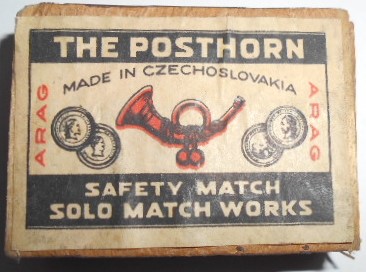 THE POSTHORN
MADE IN CZECHOSLOVAKIA
ARAG
ARAG
SAFETY MATCH
SOLO MATCH WORKS